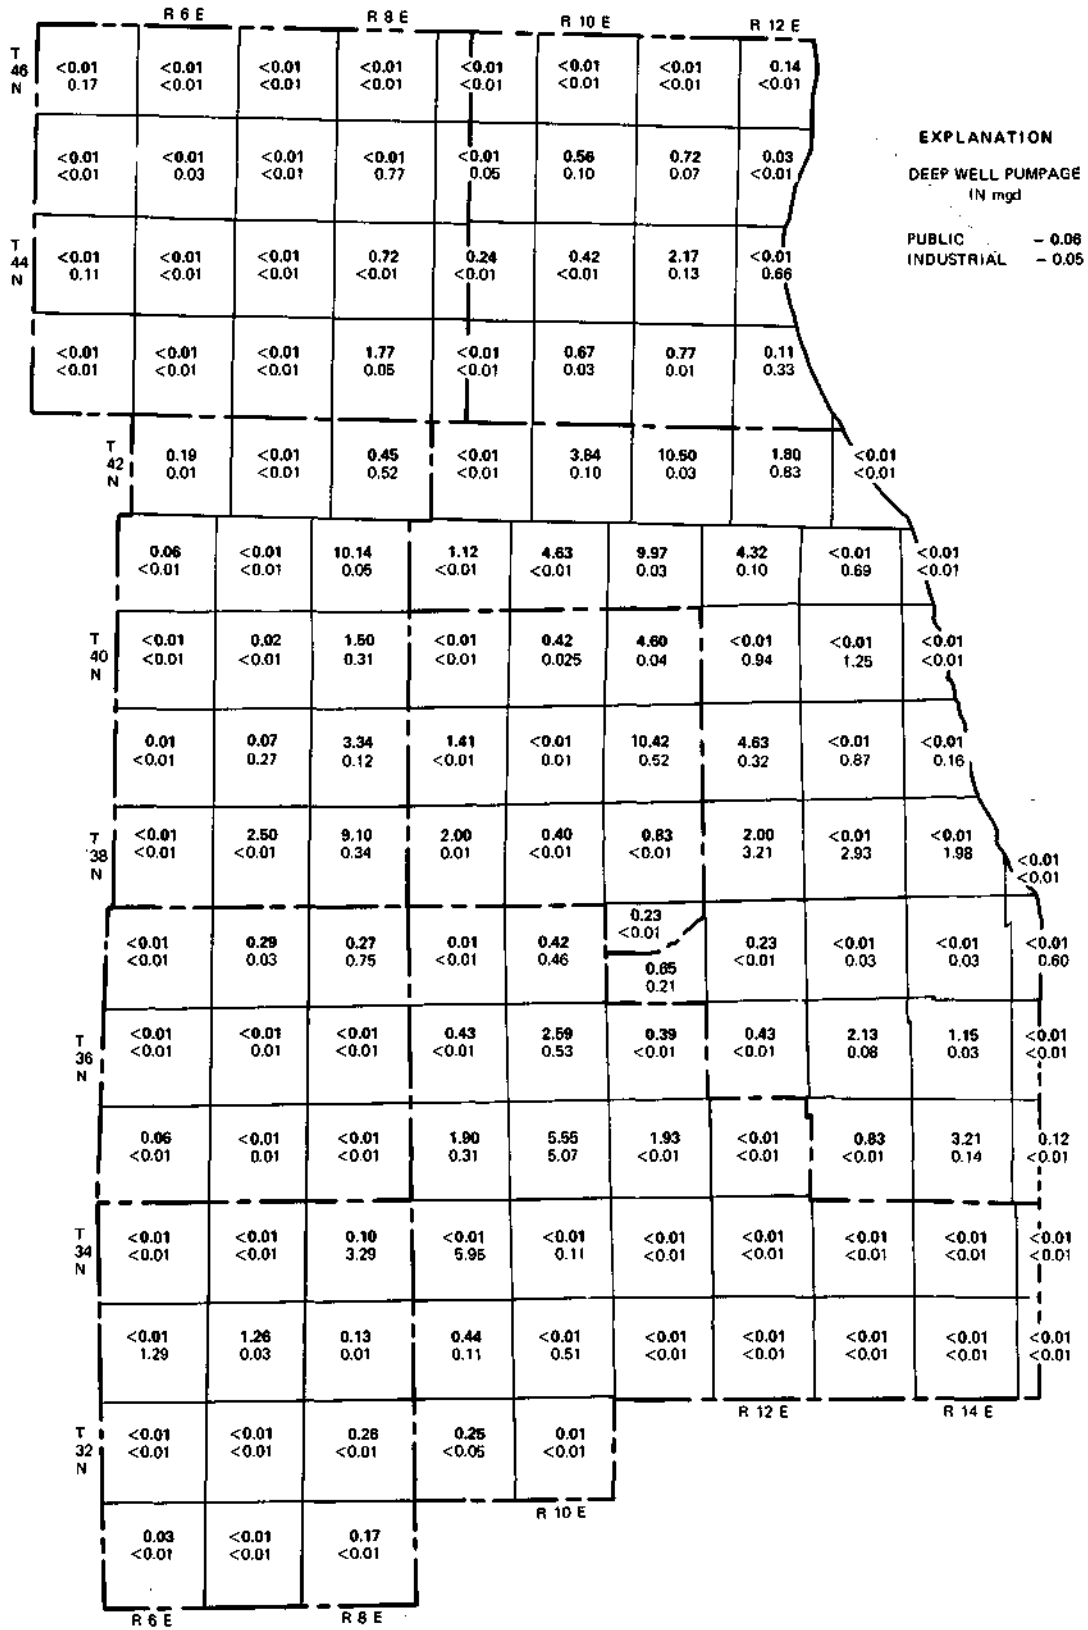 R 6 E R 8 E R 10 E R 12 E
T 46 N
<0.01 <0.01 <0.01 <0.01 <0.01 <0.01 <0.01 0.14
0.17 <0.01 <0.01 <0.01 <0.01 <0.01 <0.01 <0.01
EXPLANATION
DEEP WELL PUMPAGE
IN mgd
PUBLIC – 0.06
INDUSTRIAL – 0.05
<0.01 <0.01 <0.01 <0.01 <0.01 0.56 0.72 0.03
<0.01 0.03 <0.01 0.77 0.05 0.10 0.07 <0.01
T 44 N
<0.01 <0.01 <0.01 0.72 0.24 0.42 2.17 <0.01
0.11 <0.01 <0.01 <0.01 <0.01 <0.01 0.13 0.66
<0.01 <0.01 <0.01 1.77 <0.01 0.67 0.77 0.11
<0.01 <0.01 <0.01 0.05 <0.01 0.03 0.01 0.33
T 42 N
0.19 <0.01 0.45 <0.01 3.84 10.50 1.80 <0.01
0.01 <0.01 0.52 <0.01 0.10 0.03 0.83 <0.01
0.06 <0.01 10.14 1.12 4.63 9.97 4.32 <0.01 <0.01
<0.01 <0.01 0.05 <0.01 <0.01 0.03 0.10 0.69 <0.01
T 40 N
<0.01 0.02 1.50 <0.01 0.42 4.60 <0.01 <0.01 <0.01
<0.01 <0.01 0.31 <0.01 0.025 0.04 0.94 1.25 <0.01
0.01 0.07 3.34 1.41 <0.01 10.42 4.63 <0.01 <0.01
<0.01 0.27 0.12 <0.01 0.01 0.52 0.32 0.87 0.16
T 38 N
<0.01 2.50 9.10 2.00 0.40 0.63 2.00 <0.01 <0.01 <0.01
<0.01 <0.01 0.34 0.01 <0.01 <0.01 3.21 2.93 1.98 <0.01
0.23
<0.01
<0.01 0.29 0.27 0.01 0.42 0.65 0.23 <0.01 <0.01 <0.01
<0.01 0.03 0.75 <0.01 0.46 0.21 <0.01 0.03 0.03 0.60
T 36 N
<0.01 <0.01 <0.01 0.43 2.59 0.39 0.43 2.13 1.15 <0.01
<0.01 0.01 <0.01 <0.01 0.53 <0.01 <0.01 0.08 0.03 <0.01
0.06 <0.01 <0.01 1.90 5.55 1.93 <0.01 0.83 3.21 0.12
<0.01 0.01 <0.01 0.31 5.07 <0.01 <0.01 <0.01 0.14 <0.01
T 34 N
<0.01 <0.01 0.10 <0.01 <0.01 <0.01 <0.01 <0.01 <0.01 <0.01
<0.01 <0.01 3.29 5.95 0.11 <0.01 <0.01 <0.01 <0.01 <0.01
<0.01 1.26 0.13 0.44 <0.01 <0.01 <0.01 <0.01 <0.01 <0.01
1.29 0.03 0.01 0.11 0.51 <0.01 <0.01 <0.01 <0.01 <0.01
R 12 E R 14 E
T 32 N
<0.01 <0.01 0.26 0.25 0.01
<0.01 <0.01 <0.01 <0.05 <0.01
R 10 E
0.03 <0.01 0.17
<0.01 <0.01 <0.01
R 6 E R 8 E